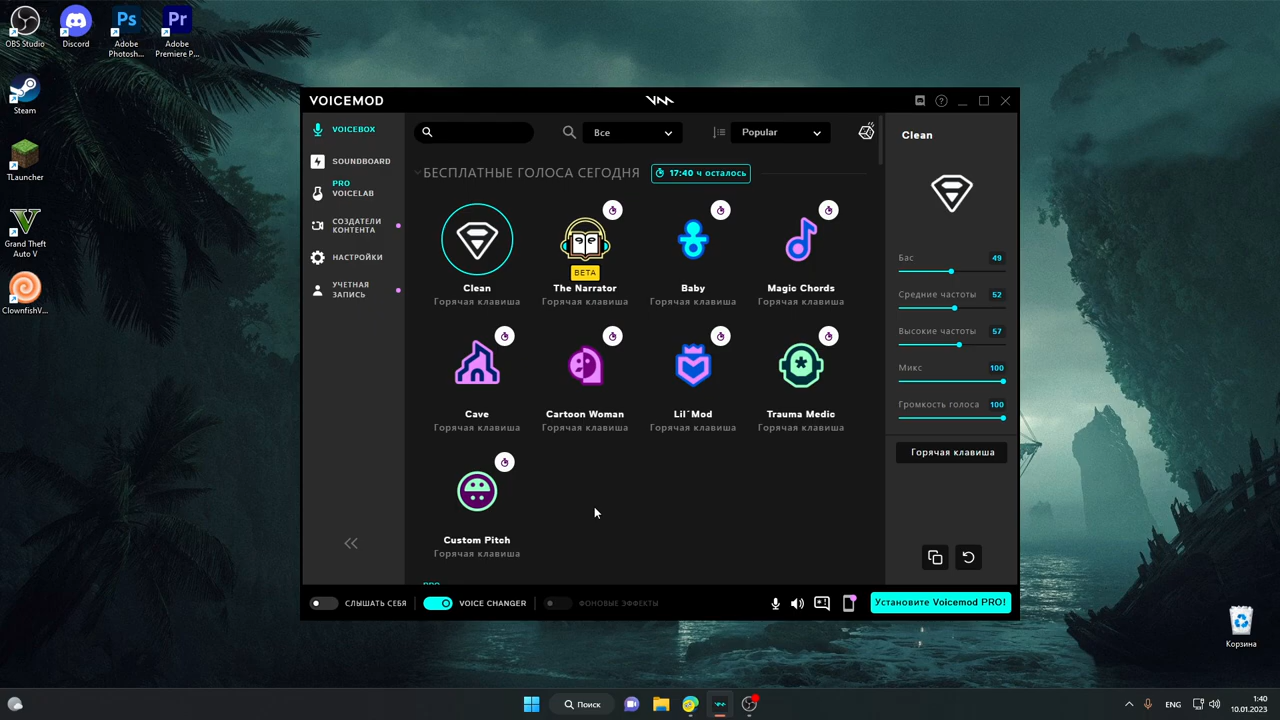 OBS Studio
Discord
Adobe
Photosh...
Adobe
Premiere P...
Steam
TLauncher
Grand Theft
Auto V
ClownfishV...
Корзина
VOICEMOD
VOICEBOX
SOUNDBOARD
PRO
VOICELAB
СОЗДАТЕЛИ
КОНТЕНТА
НАСТРОЙКИ
УЧЕТНАЯ
ЗАПИСЬ
Все
Popular
БЕСПЛАТНЫЕ ГОЛОСА СЕГОДНЯ
17:40 ч осталось
BETA
Clean
The Narrator
Baby
Magic Chords
Горячая клавиша
Горячая клавиша
Горячая клавиша
Горячая клавиша
Cave
Cartoon Woman
Lil´Mod
Trauma Medic
Горячая клавиша
Горячая клавиша
Горячая клавиша
Горячая клавиша
Custom Pitch
Горячая клавиша
Clean
Бас 49
Средние частоты 52
Высокие частоты 57
Микс 100
Громкость голоса 100
Горячая клавиша
СЛЫШАТЬ СЕБЯ
VOICE CHANGER
ФОНОВЫЕ ЭФФЕКТЫ
Установите Voicemod PRO!
Поиск
ENG
1:40
10.01.2023